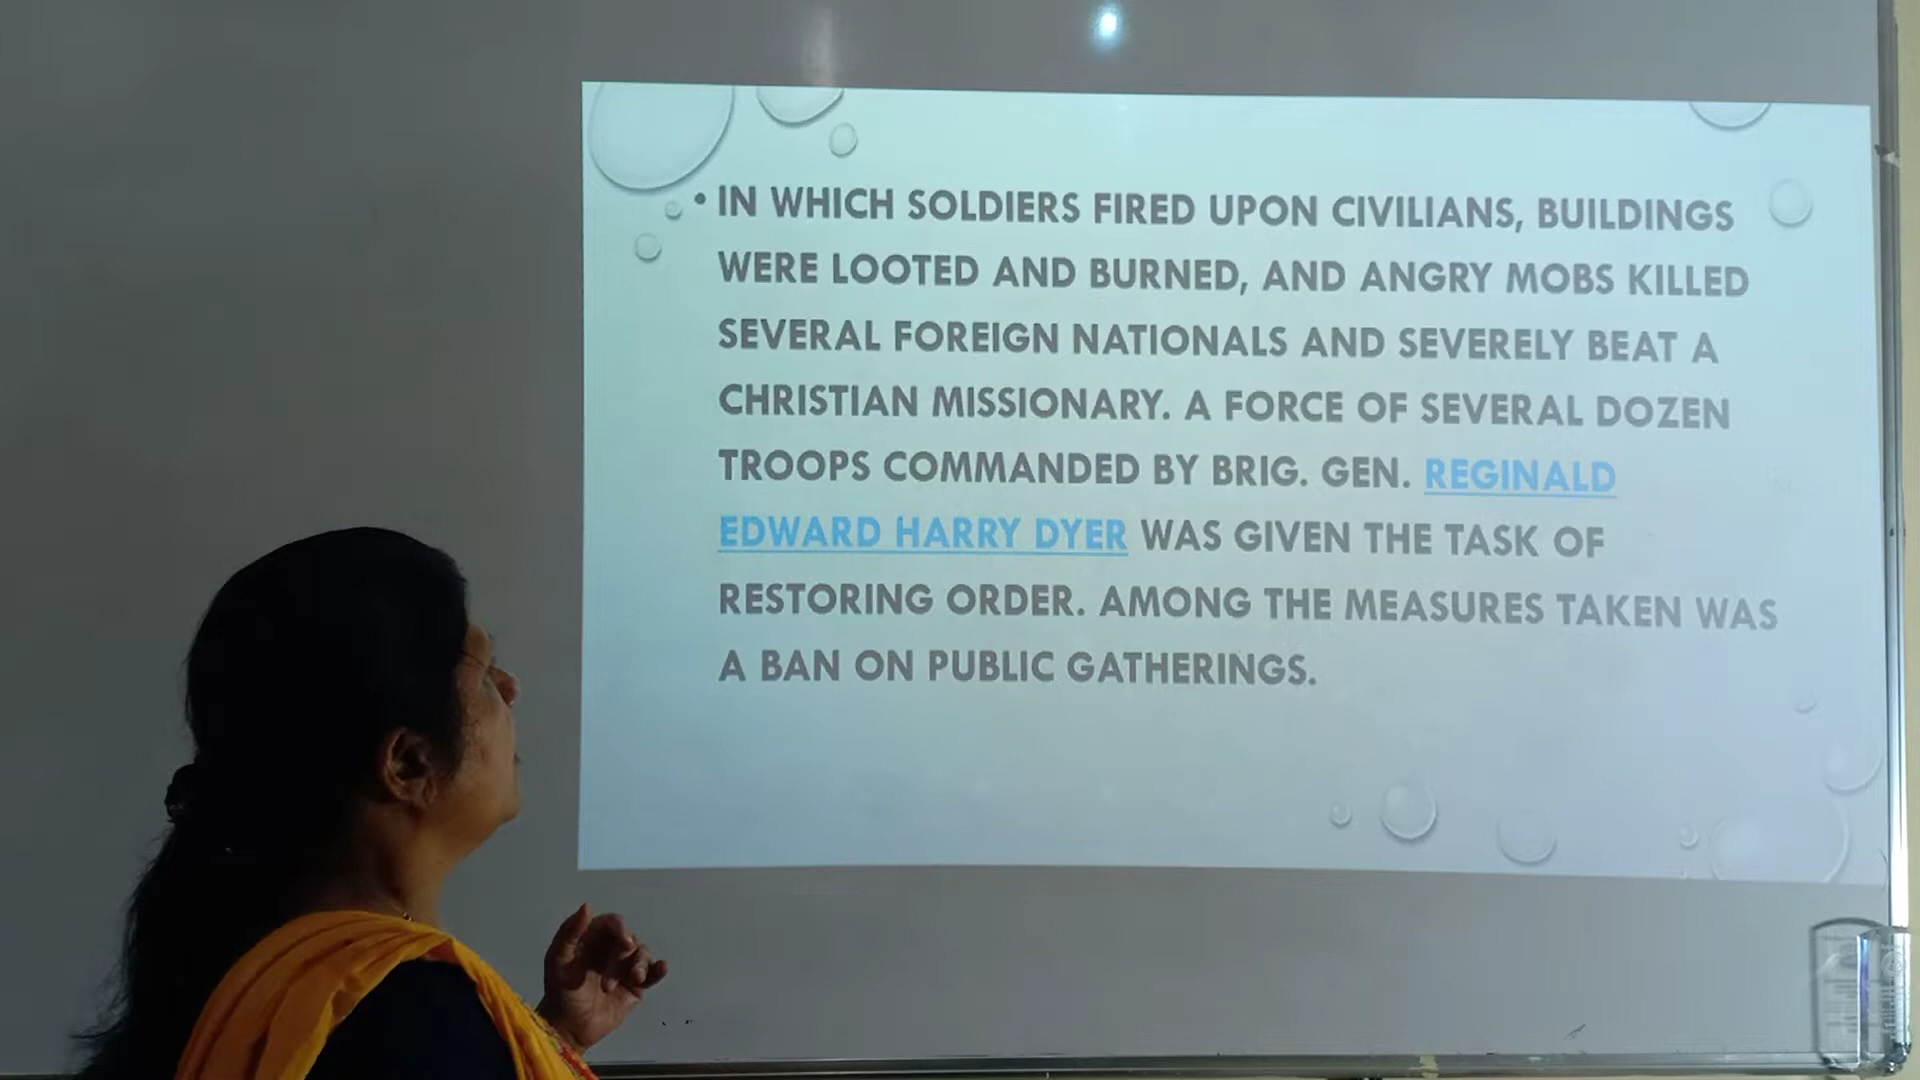 • IN WHICH SOLDIERS FIRED UPON CIVILIANS, BUILDINGS
WERE LOOTED AND BURNED, AND ANGRY MOBS KILLED
SEVERAL FOREIGN NATIONALS AND SEVERELY BEAT A
CHRISTIAN MISSIONARY. A FORCE OF SEVERAL DOZEN
TROOPS COMMANDED BY BRIG. GEN. REGINALD
EDWARD HARRY DYER WAS GIVEN THE TASK OF
RESTORING ORDER. AMONG THE MEASURES TAKEN WAS
A BAN ON PUBLIC GATHERINGS.